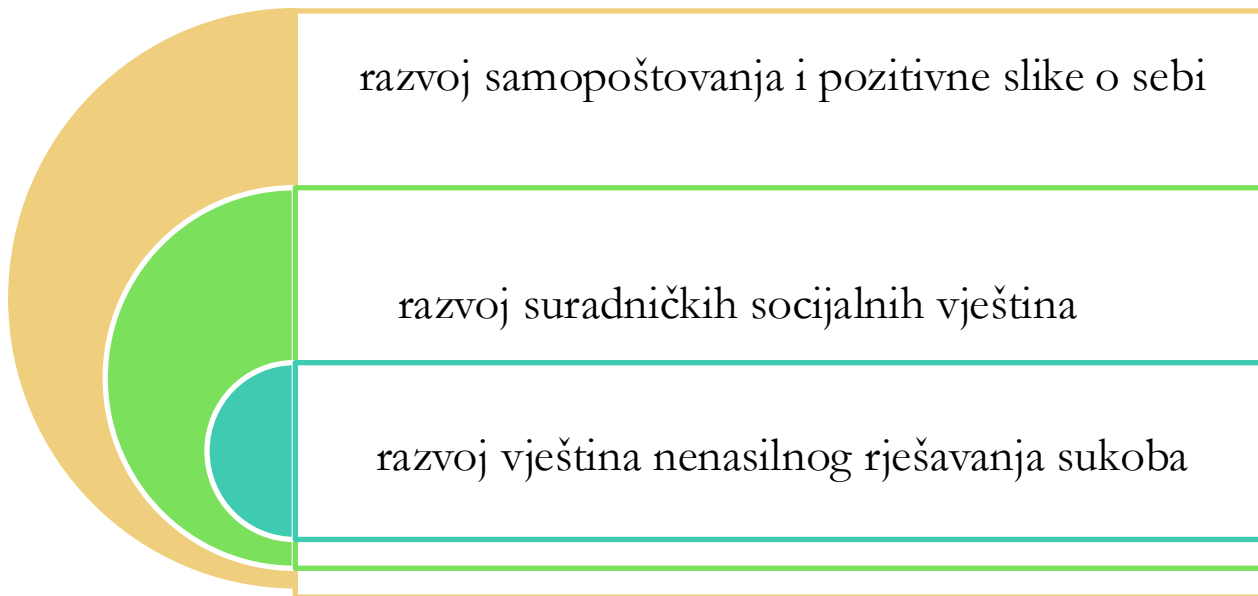 razvoj samopoštovanja i pozitivne slike o sebi
razvoj suradničkih socijalnih vještina
razvoj vještina nenasilnog rješavanja sukoba